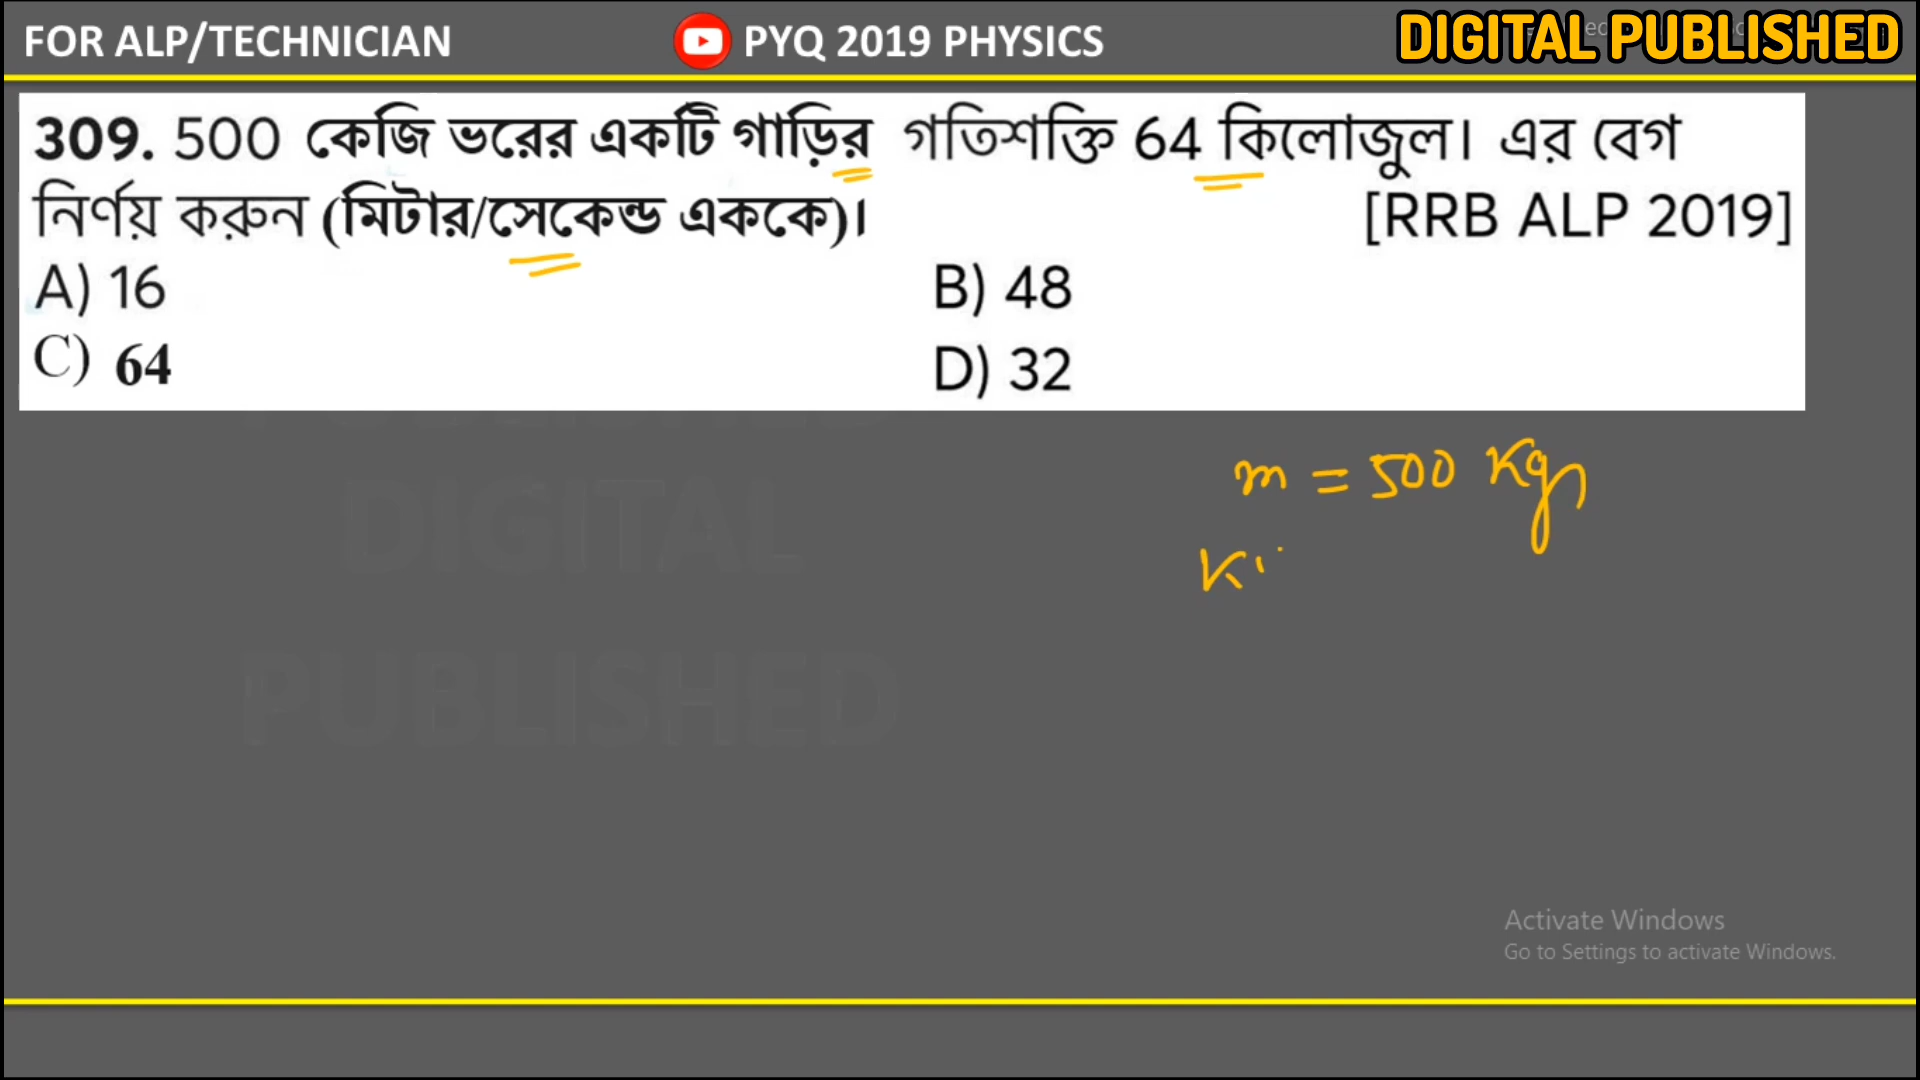 FOR ALP/TECHNICIAN
PYQ 2019 PHYSICS
DIGITAL PUBLISHED
309. 500 কেজি ভরের একটি গাড়ির গতিশক্তি 64 কিলোজুল। এর বেগ
নির্ণয় করুন (মিটার/সেকেন্ড এককে)। [RRB ALP 2019]
A) 16
B) 48
C) 64
D) 32
m = 500 Kg
DIGITAL
PUBLISHED
Activate Windows
Go to Settings to activate Windows.